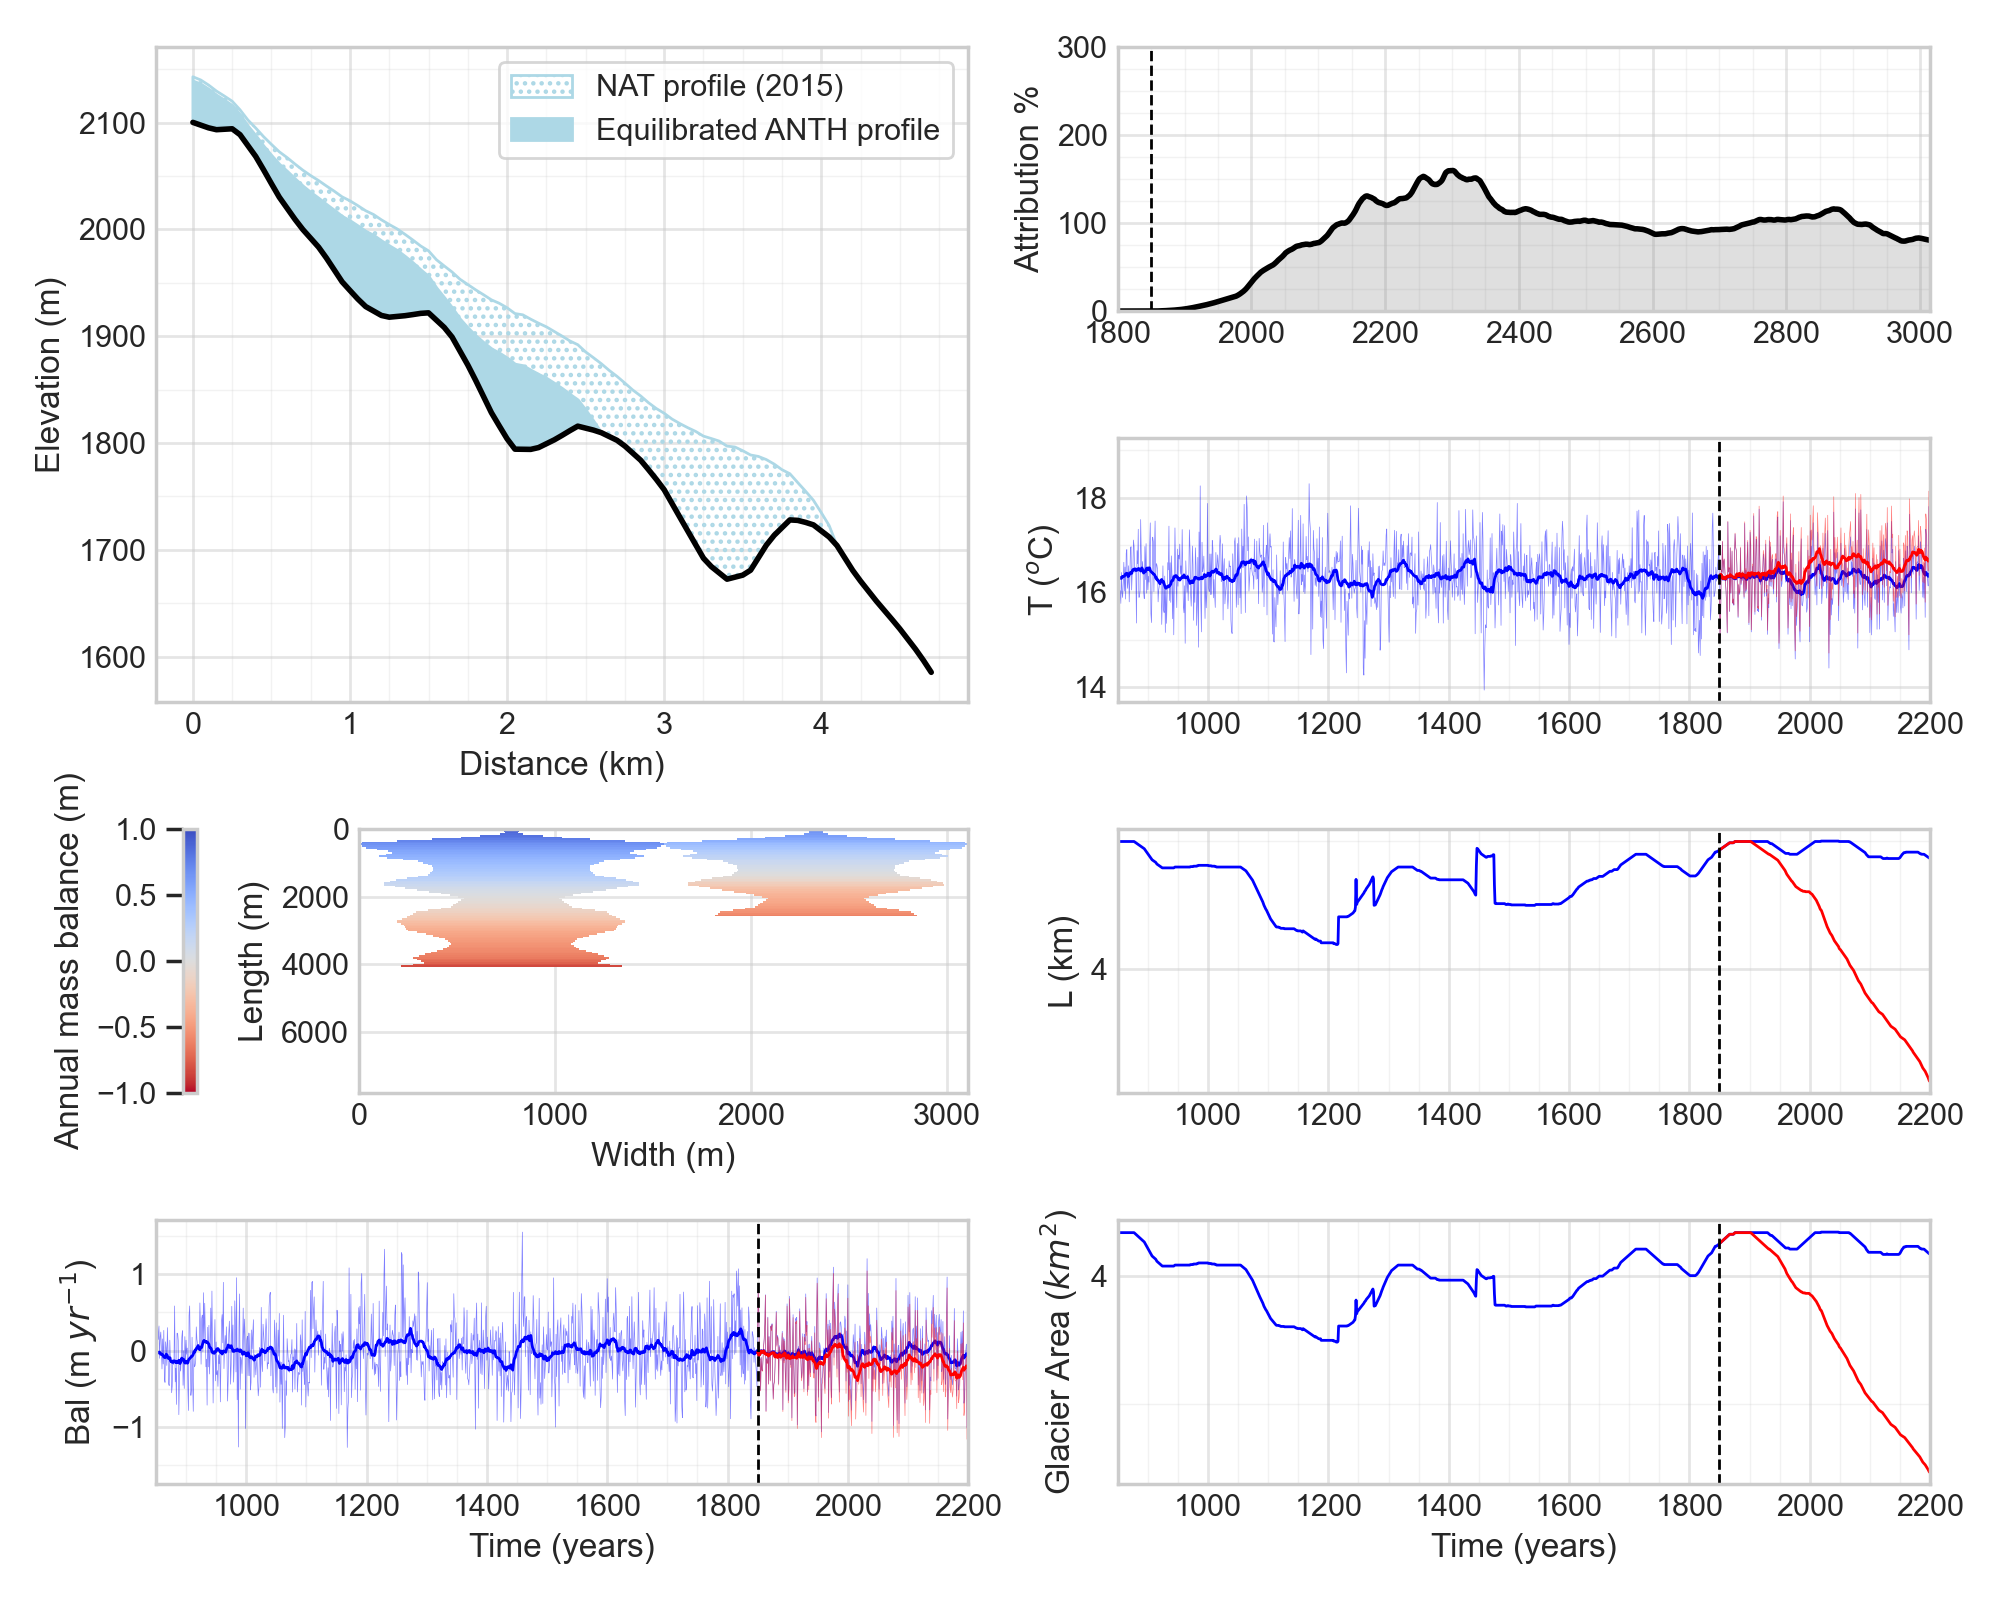 NAT profile (2015)
Equilibrated ANTH profile
2100
2000
1900
1800
1700
1600
Elevation (m)
0 1 2 3 4
Distance (km)
300
200
100
0
Attribution %
1800 2000 2200 2400 2600 2800 3000
18
16
14
T (°C)
1000 1200 1400 1600 1800 2000 2200
Annual mass balance (m)
1.0
0.5
0.0
−0.5
−1.0
Length (m)
0
2000
4000
6000
0 1000 2000 3000
Width (m)
L (km)
4
1000 1200 1400 1600 1800 2000 2200
Bal (m yr⁻¹)
1
0
−1
1000 1200 1400 1600 1800 2000 2200
Time (years)
Glacier Area (km²)
4
1000 1200 1400 1600 1800 2000 2200
Time (years)